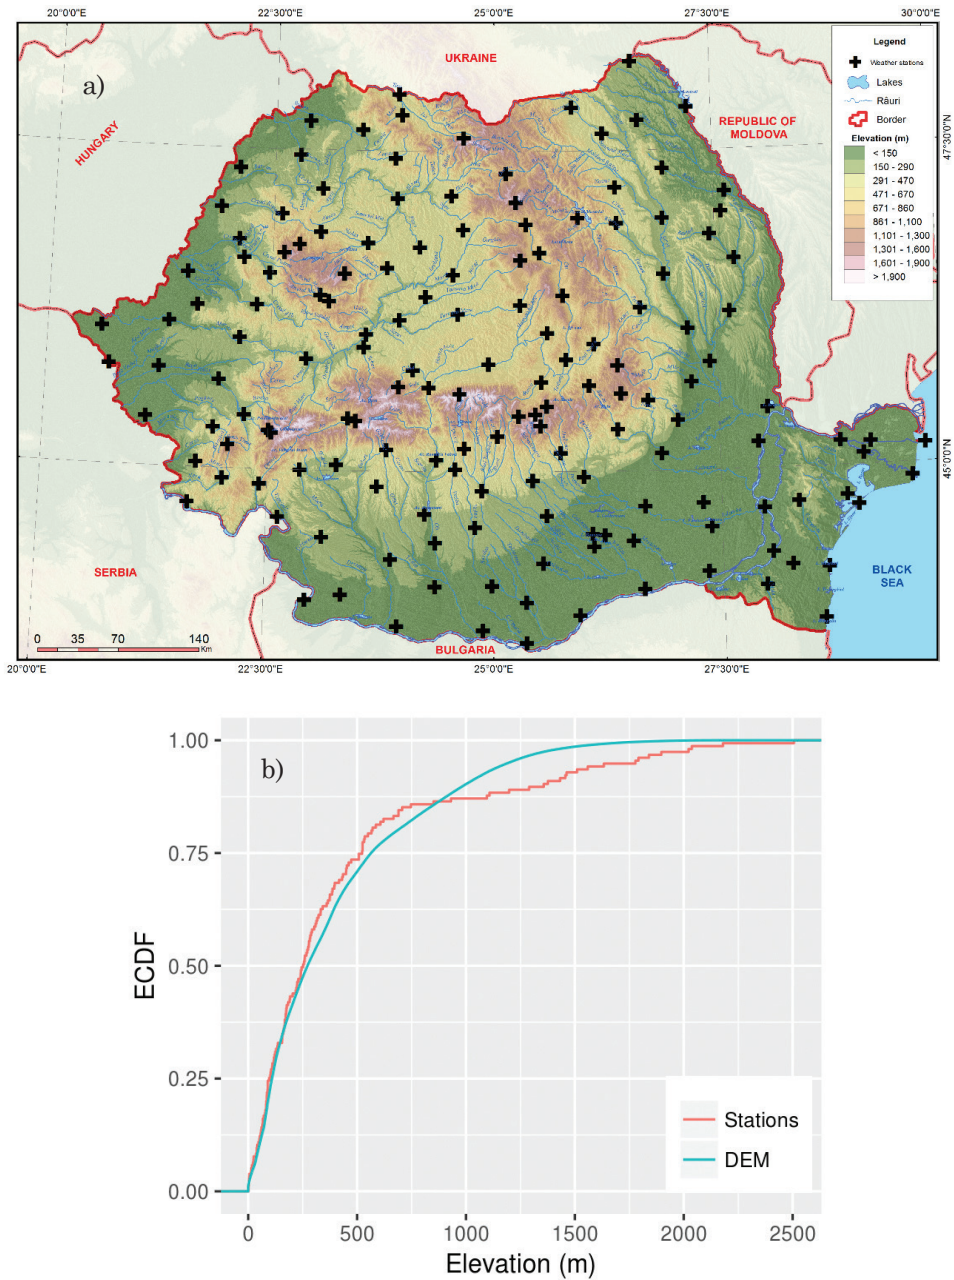 20°0'0"E 22°30'0"E 25°0'0"E 27°30'0"E 30°0'0"E
a)
UKRAINE
HUNGARY
REPUBLIC OF
MOLDOVA
Legend
Weather stations
Lakes
Râuri
Border
Elevation (m)
< 150
150 - 290
291 - 470
471 - 670
671 - 860
861 - 1,100
1,101 - 1,300
1,301 - 1,600
1,601 - 1,900
> 1,900
47°30'0"N
45°0'0"N
SERBIA
BLACK
SEA
BULGARIA
0 35 70 140
Km
20°0'0"E 22°30'0"E 25°0'0"E 27°30'0"E
b)
1.00
0.75
0.50
0.25
0.00
ECDF
Stations
DEM
0 500 1000 1500 2000 2500
Elevation (m)